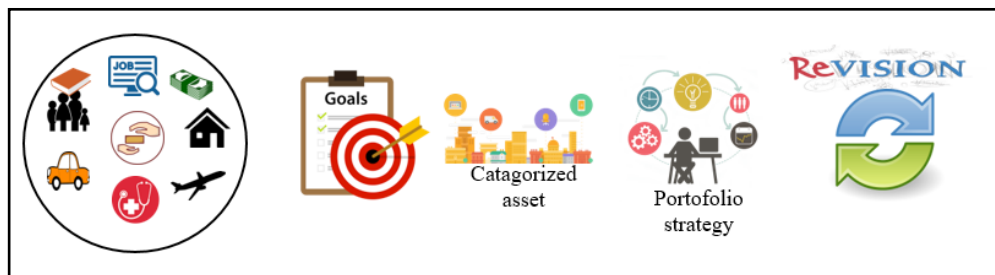 JOB
Goals
Catagorized
asset
Portofolio
strategy
ReVISION